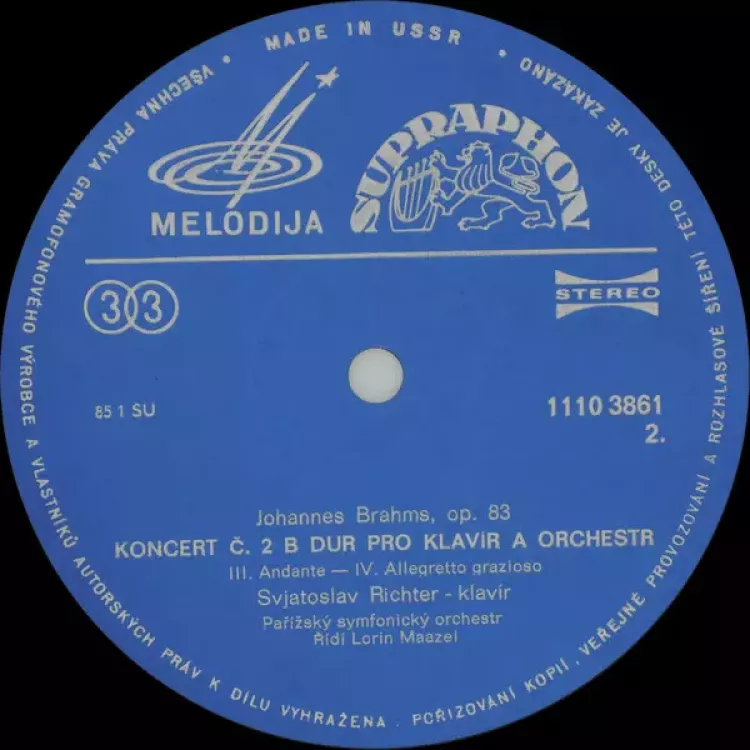 MADE IN USSR
VŠECHNA PRÁVA GRAMOFONOVÉHO VÝROBCE A VLASTNÍKŮ AUTORSKÝCH PRÁV K DÍLU VYHRAŽENA . POŘIZOVÁNÍ KOPIÍ, VEŘEJNÉ PROVOZOVÁNÍ A ROZHLASOVÉ ŠÍŘENÍ TÉTO DESKY JE ZAKÁZÁNO
MELODIJA
SUPRAPHON
33
STEREO
85 1 SU
1110 3861
2.
Johannes Brahms, op. 83
KONCERT Č. 2 B DUR PRO KLAVÍR A ORCHESTR
III. Andante — IV. Allegretto grazioso
Svjatoslav Richter - klavír
Pařížský symfonický orchestr
Řídí Lorin Maazel